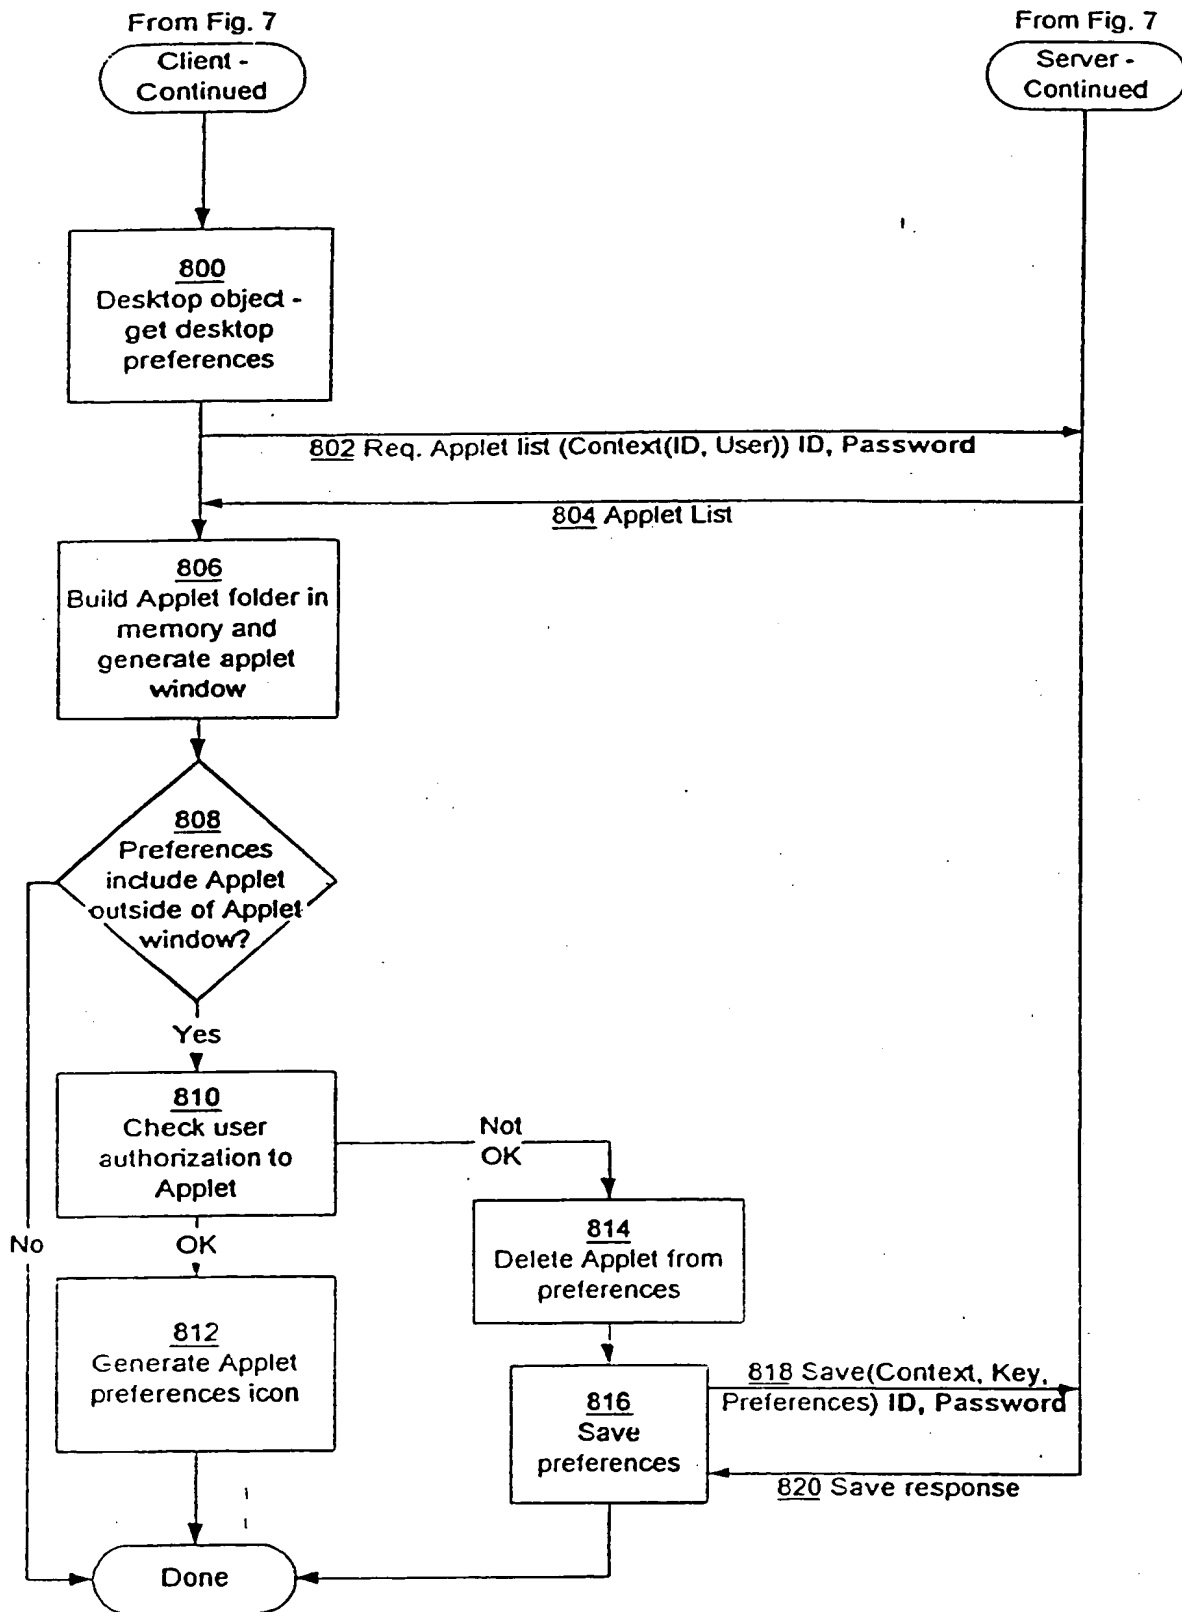 From Fig. 7
Client -
Continued
From Fig. 7
Server -
Continued
800
Desktop object -
get desktop
preferences
802 Req. Applet list (Context(ID, User)) ID, Password
804 Applet List
806
Build Applet folder in
memory and
generate applet
window
808
Preferences
include Applet
outside of Applet
window?
Yes
No
810
Check user
authorization to
Applet
Not
OK
OK
812
Generate Applet
preferences icon
814
Delete Applet from
preferences
816
Save
preferences
818 Save(Context, Key,
Preferences) ID, Password
820 Save response
Done